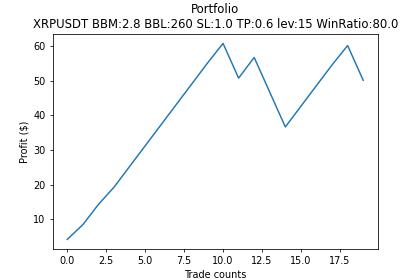 Portfolio
XRPUSDT BBM:2.8 BBL:260 SL:1.0 TP:0.6 lev:15 WinRatio:80.0
60
50
40
30
20
10
Profit ($)
0.0 2.5 5.0 7.5 10.0 12.5 15.0 17.5
Trade counts